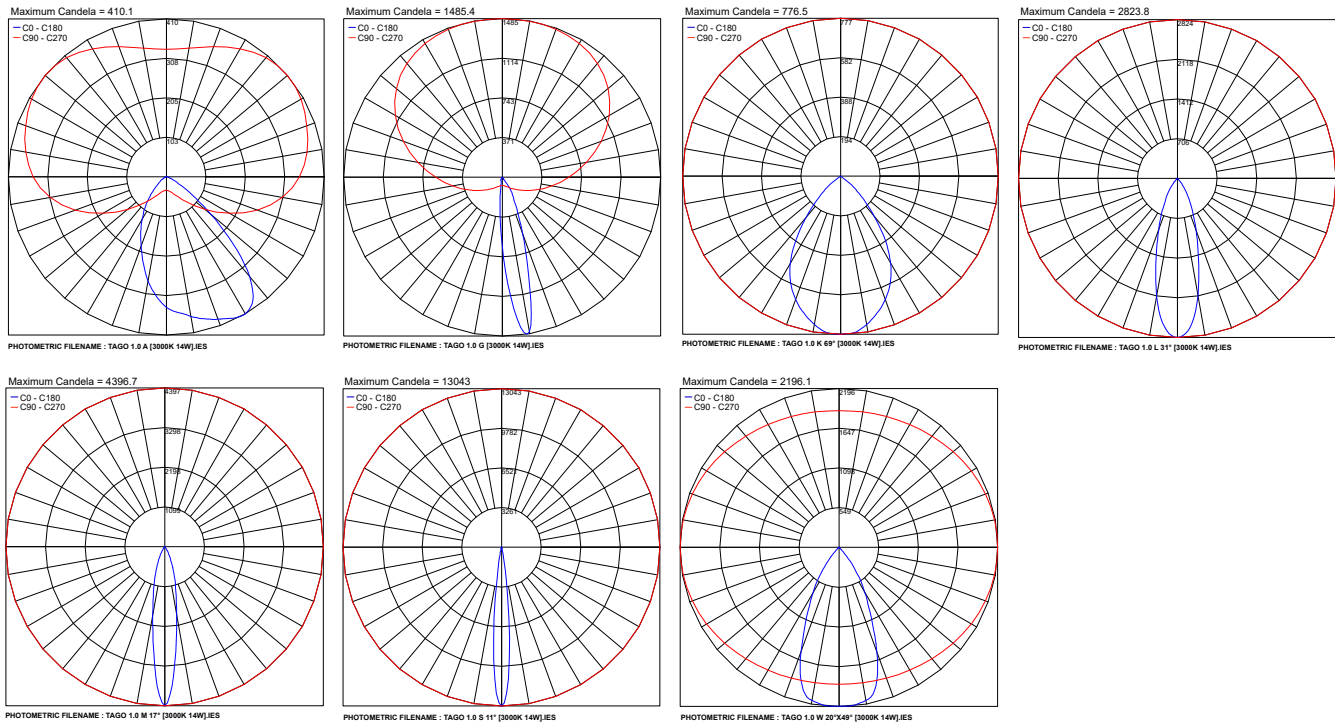 Maximum Candela = 410.1
C0 - C180
C90 - C270
410
308
205
103
PHOTOMETRIC FILENAME : TAGO 1.0 A [3000K 14W].IES
Maximum Candela = 1485.4
C0 - C180
C90 - C270
1485
1114
743
371
PHOTOMETRIC FILENAME : TAGO 1.0 G [3000K 14W].IES
Maximum Candela = 776.5
C0 - C180
C90 - C270
777
582
388
194
PHOTOMETRIC FILENAME : TAGO 1.0 K 69° [3000K 14W].IES
Maximum Candela = 2823.8
C0 - C180
C90 - C270
2824
2118
1412
706
PHOTOMETRIC FILENAME : TAGO 1.0 L 31° [3000K 14W].IES
Maximum Candela = 4396.7
C0 - C180
C90 - C270
4397
3298
2198
1099
PHOTOMETRIC FILENAME : TAGO 1.0 M 17° [3000K 14W].IES
Maximum Candela = 13043
C0 - C180
C90 - C270
13043
9782
6521
3261
PHOTOMETRIC FILENAME : TAGO 1.0 S 11° [3000K 14W].IES
Maximum Candela = 2196.1
C0 - C180
C90 - C270
2196
1647
1098
549
PHOTOMETRIC FILENAME : TAGO 1.0 W 20°X49° [3000K 14W].IES